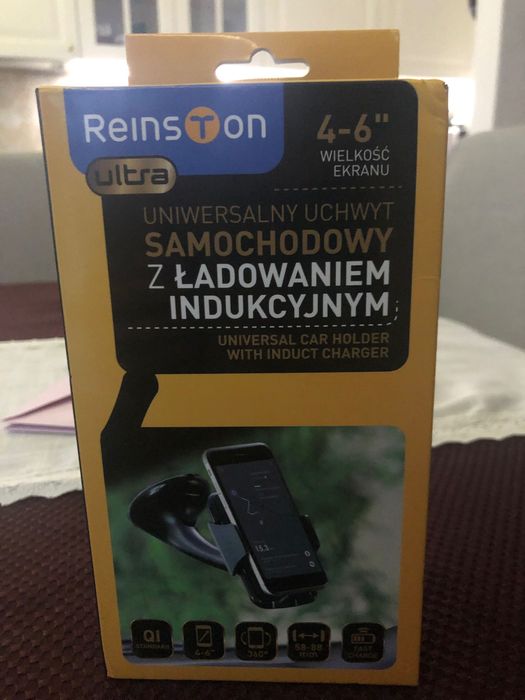 Reinston
ultra
4-6"
WIELKOŚĆ
EKRANU
UNIWERSALNY UCHWYT
SAMOCHODOWY
Z ŁADOWANIEM
INDUKCYJNYM
UNIVERSAL CAR HOLDER
WITH INDUCT CHARGER
QI
STANDARD
4-6"
360°
58-88
mm
FAST
CHARGE